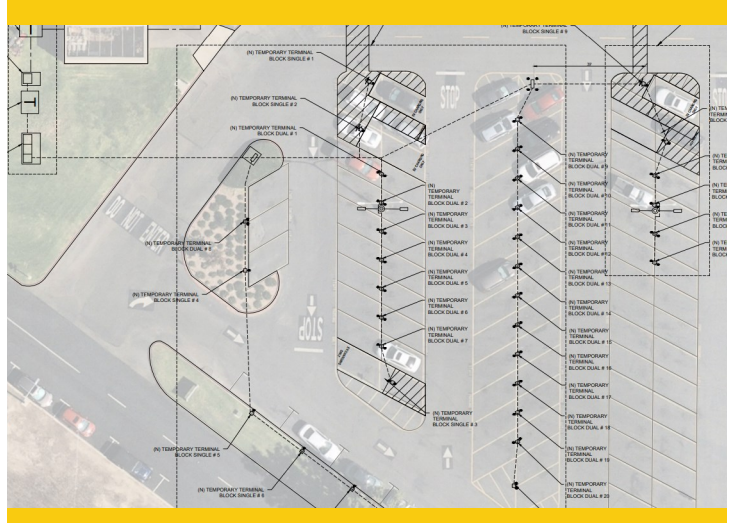 (N) TEMPORARY TERMINAL
BLOCK SINGLE # 9
(N) TEMPORARY TERMINAL
BLOCK SINGLE # 1
(N) TEMPORARY TERMINAL
BLOCK SINGLE # 2
(N) TEMPORARY TERMINAL
BLOCK DUAL # 1
STOP
(N)
TEMPORARY
TERMINAL
BLOCK DUAL # 2
(N) TEMPORARY
TERMINAL
BLOCK DUAL # 3
(N) TEMPORARY
TERMINAL
BLOCK DUAL # 4
(N) TEMPORARY
TERMINAL
BLOCK DUAL # 5
(N) TEMPORARY
TERMINAL
BLOCK DUAL # 6
(N) TEMPORARY
TERMINAL
BLOCK DUAL # 7
(N) TEMPORARY
TERMINAL
BLOCK SINGLE # 3
DO NOT ENTER
(N) TEMPORARY TERMINAL
BLOCK DUAL # 8
(N) TEMPORARY TERMINAL
BLOCK SINGLE # 4
STOP
(N) TEMPORARY TERMINAL
BLOCK SINGLE # 5
(N) TEMPORARY TERMINAL
BLOCK SINGLE # 6
(N) TEMPORARY
TERMINAL
BLOCK DUAL # 9
(N) TEMPORARY
TERMINAL
BLOCK DUAL # 10
(N) TEMPORARY
TERMINAL
BLOCK DUAL # 11
(N) TEMPORARY
TERMINAL
BLOCK DUAL # 12
(N) TEMPORARY
TERMINAL
BLOCK DUAL # 13
(N) TEMPORARY
TERMINAL
BLOCK DUAL # 14
(N) TEMPORARY
TERMINAL
BLOCK DUAL # 15
(N) TEMPORARY
TERMINAL
BLOCK DUAL # 16
(N) TEMPORARY
TERMINAL
BLOCK DUAL # 17
(N) TEMPORARY
TERMINAL
BLOCK DUAL # 18
(N) TEMPORARY
TERMINAL
BLOCK DUAL # 19
(N) TEMPORARY
TERMINAL
BLOCK DUAL # 20